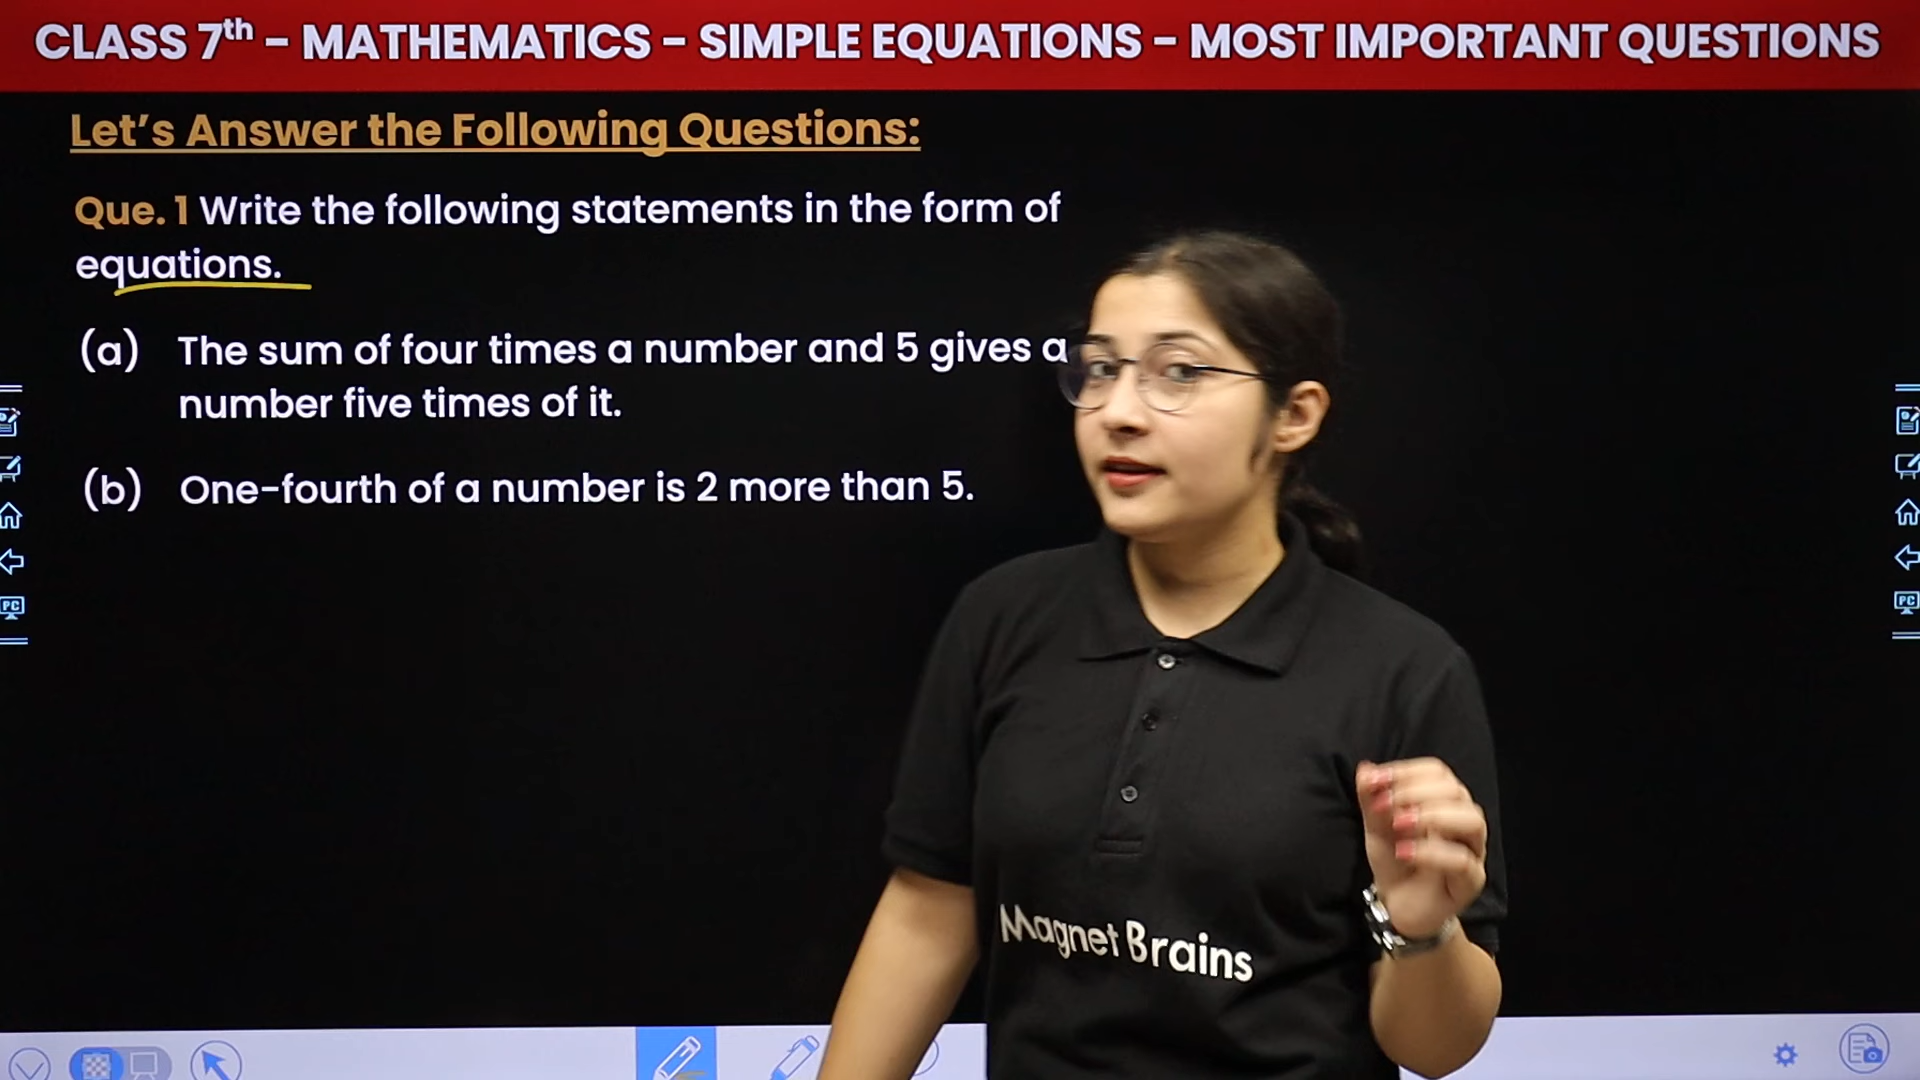 CLASS 7th - MATHEMATICS - SIMPLE EQUATIONS - MOST IMPORTANT QUESTIONS
Let's Answer the Following Questions:
Que. 1 Write the following statements in the form of
equations.
(a) The sum of four times a number and 5 gives a
number five times of it.
(b) One-fourth of a number is 2 more than 5.
PC
PC
Magnet Brains